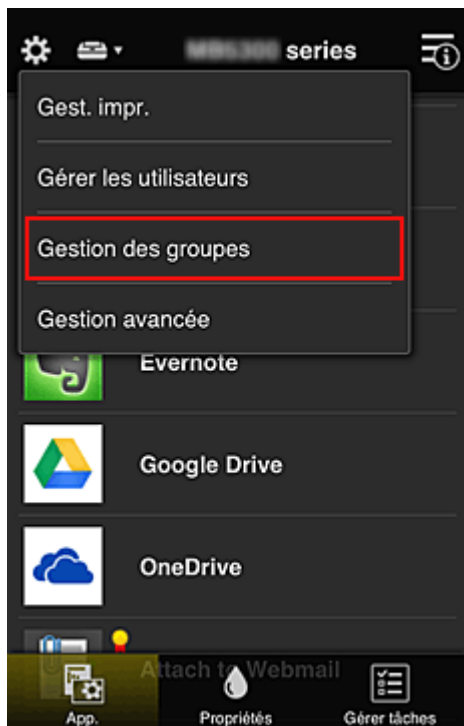 series
Gest. impr.
Gérer les utilisateurs
Gestion des groupes
Gestion avancée
Evernote
Google Drive
OneDrive
Attach to Webmail
App.
Propriétés
Gérer tâches